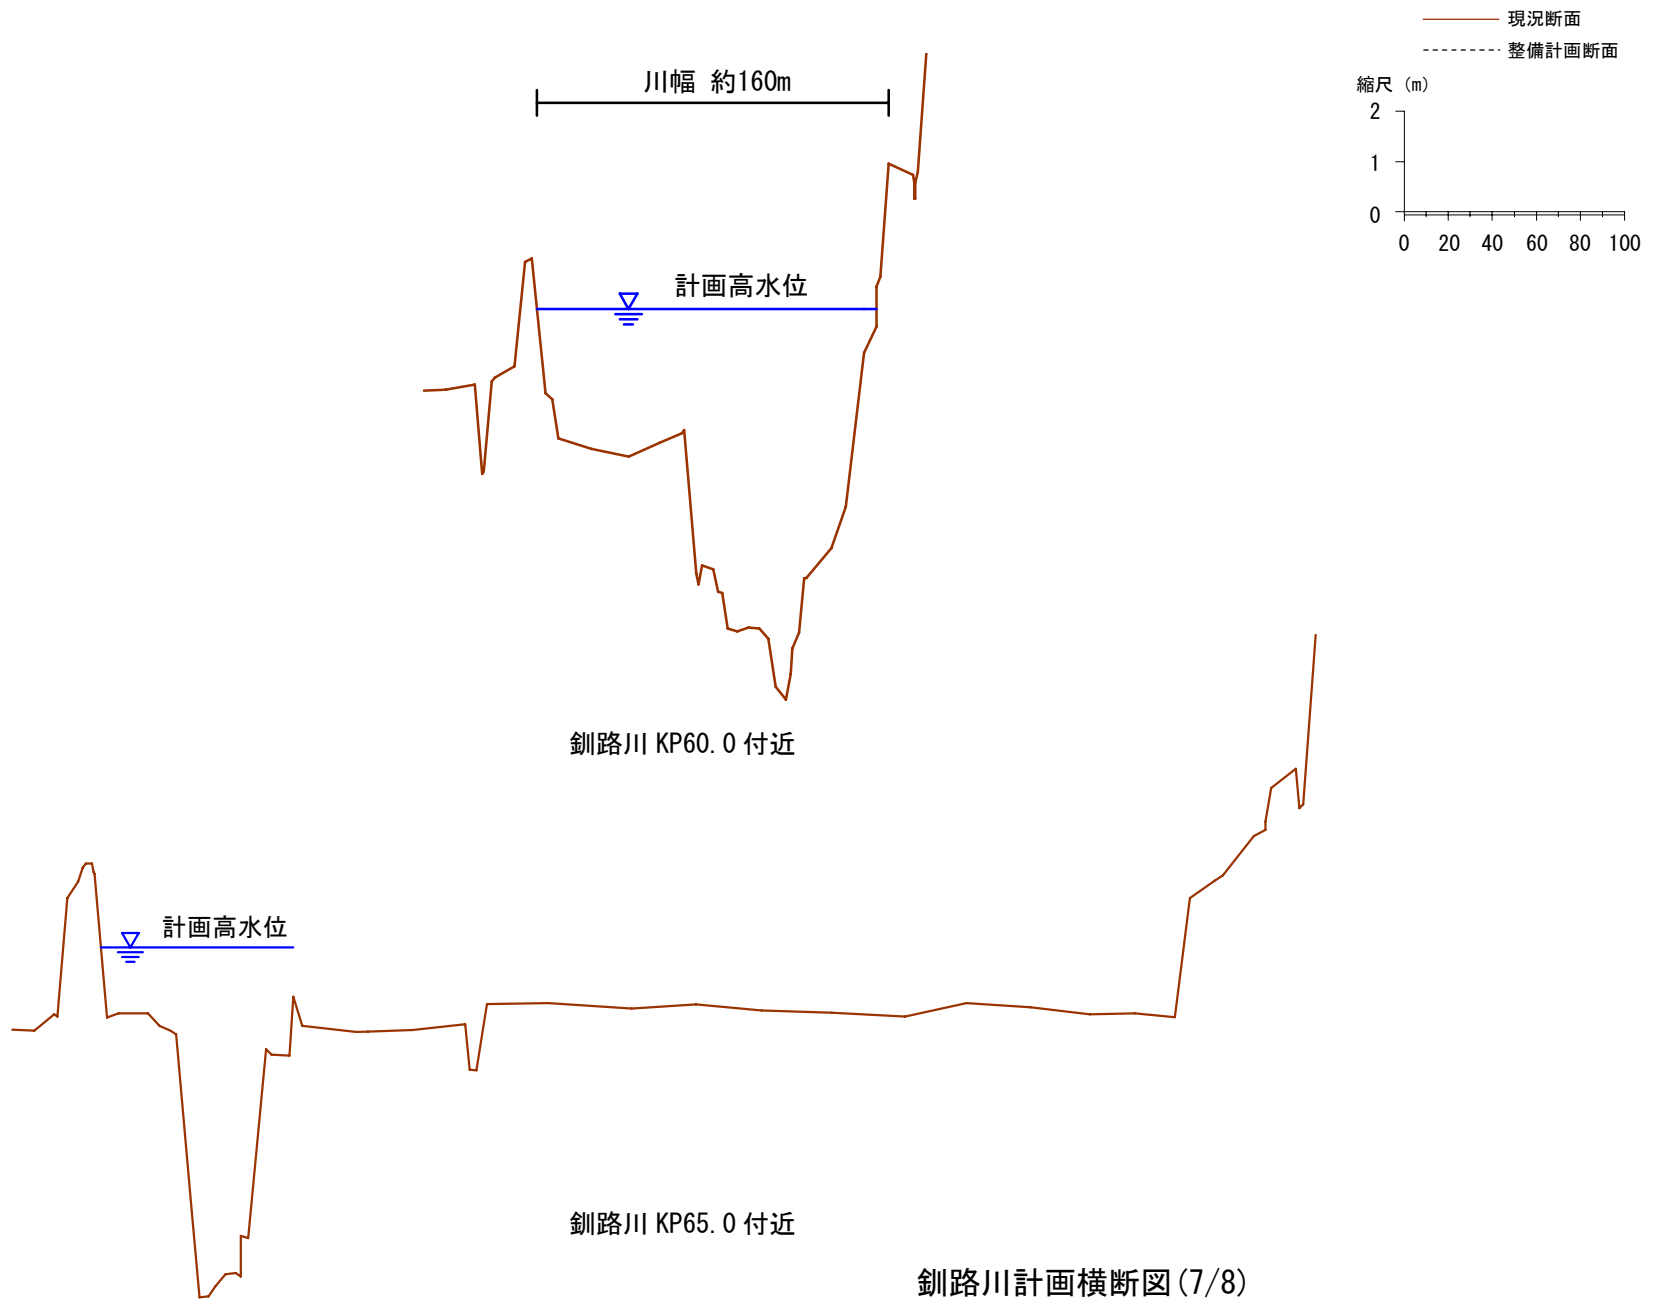 現況断面
整備計画断面
縮尺 (m)
2
1
0
0 20 40 60 80 100
川幅 約160m
計画高水位
釧路川 KP60.0 付近
計画高水位
釧路川 KP65.0 付近
釧路川計画横断図(7/8)